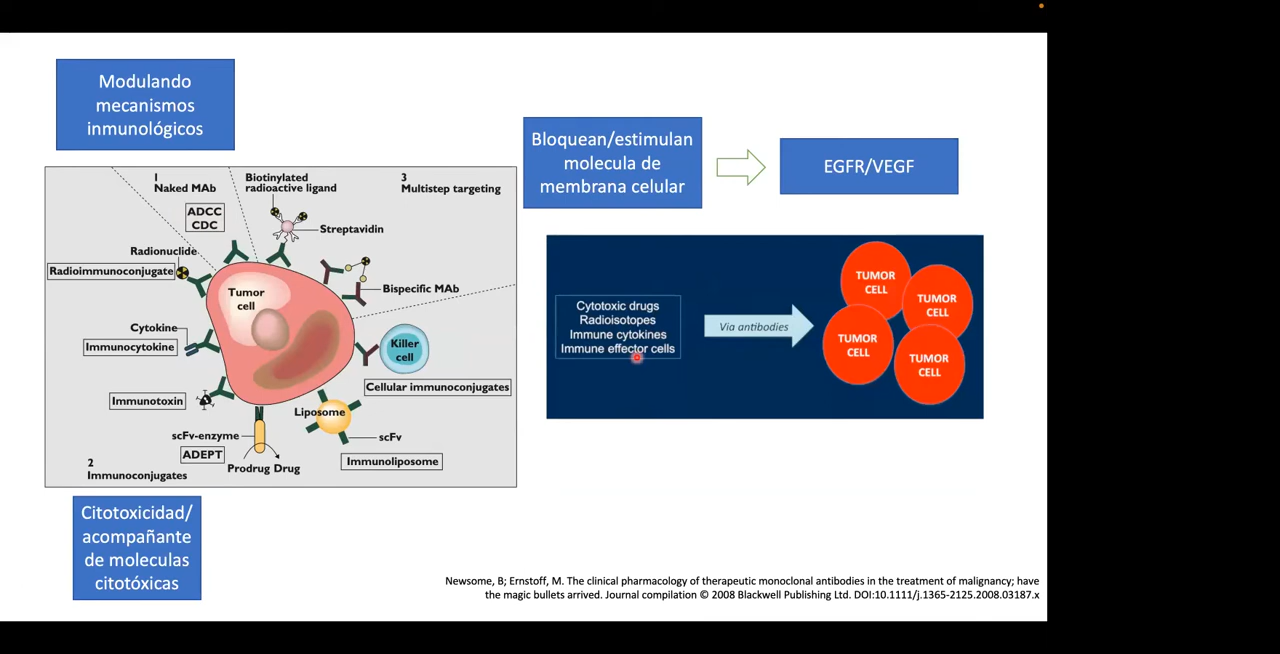 Modulando
mecanismos
inmunológicos
Bloquean/estimulan
molecula de
membrana celular
EGFR/VEGF
1
Naked MAb
ADCC
CDC
Biotinylated
radioactive ligand
3
Multistep targeting
Streptavidin
Radionuclide
Radioimmunoconjugate
Bispecific MAb
Tumor
cell
Cytokine
Immunocytokine
Killer
cell
Cellular immunoconjugates
Immunotoxin
Liposome
scFv-enzyme
scFv
ADEPT
Prodrug Drug
Immunoliposome
2
Immunoconjugates
Cytotoxic drugs
Radioisotopes
Immune cytokines
Immune effector cells
Via antibodies
TUMOR
CELL
TUMOR
CELL
TUMOR
CELL
TUMOR
CELL
Citotoxicidad/
acompañante
de moleculas
citotóxicas
Newsome, B; Ernstoff, M. The clinical pharmacology of therapeutic monoclonal antibodies in the treatment of malignancy; have
the magic bullets arrived. Journal compilation © 2008 Blackwell Publishing Ltd. DOI:10.1111/j.1365-2125.2008.03187.x